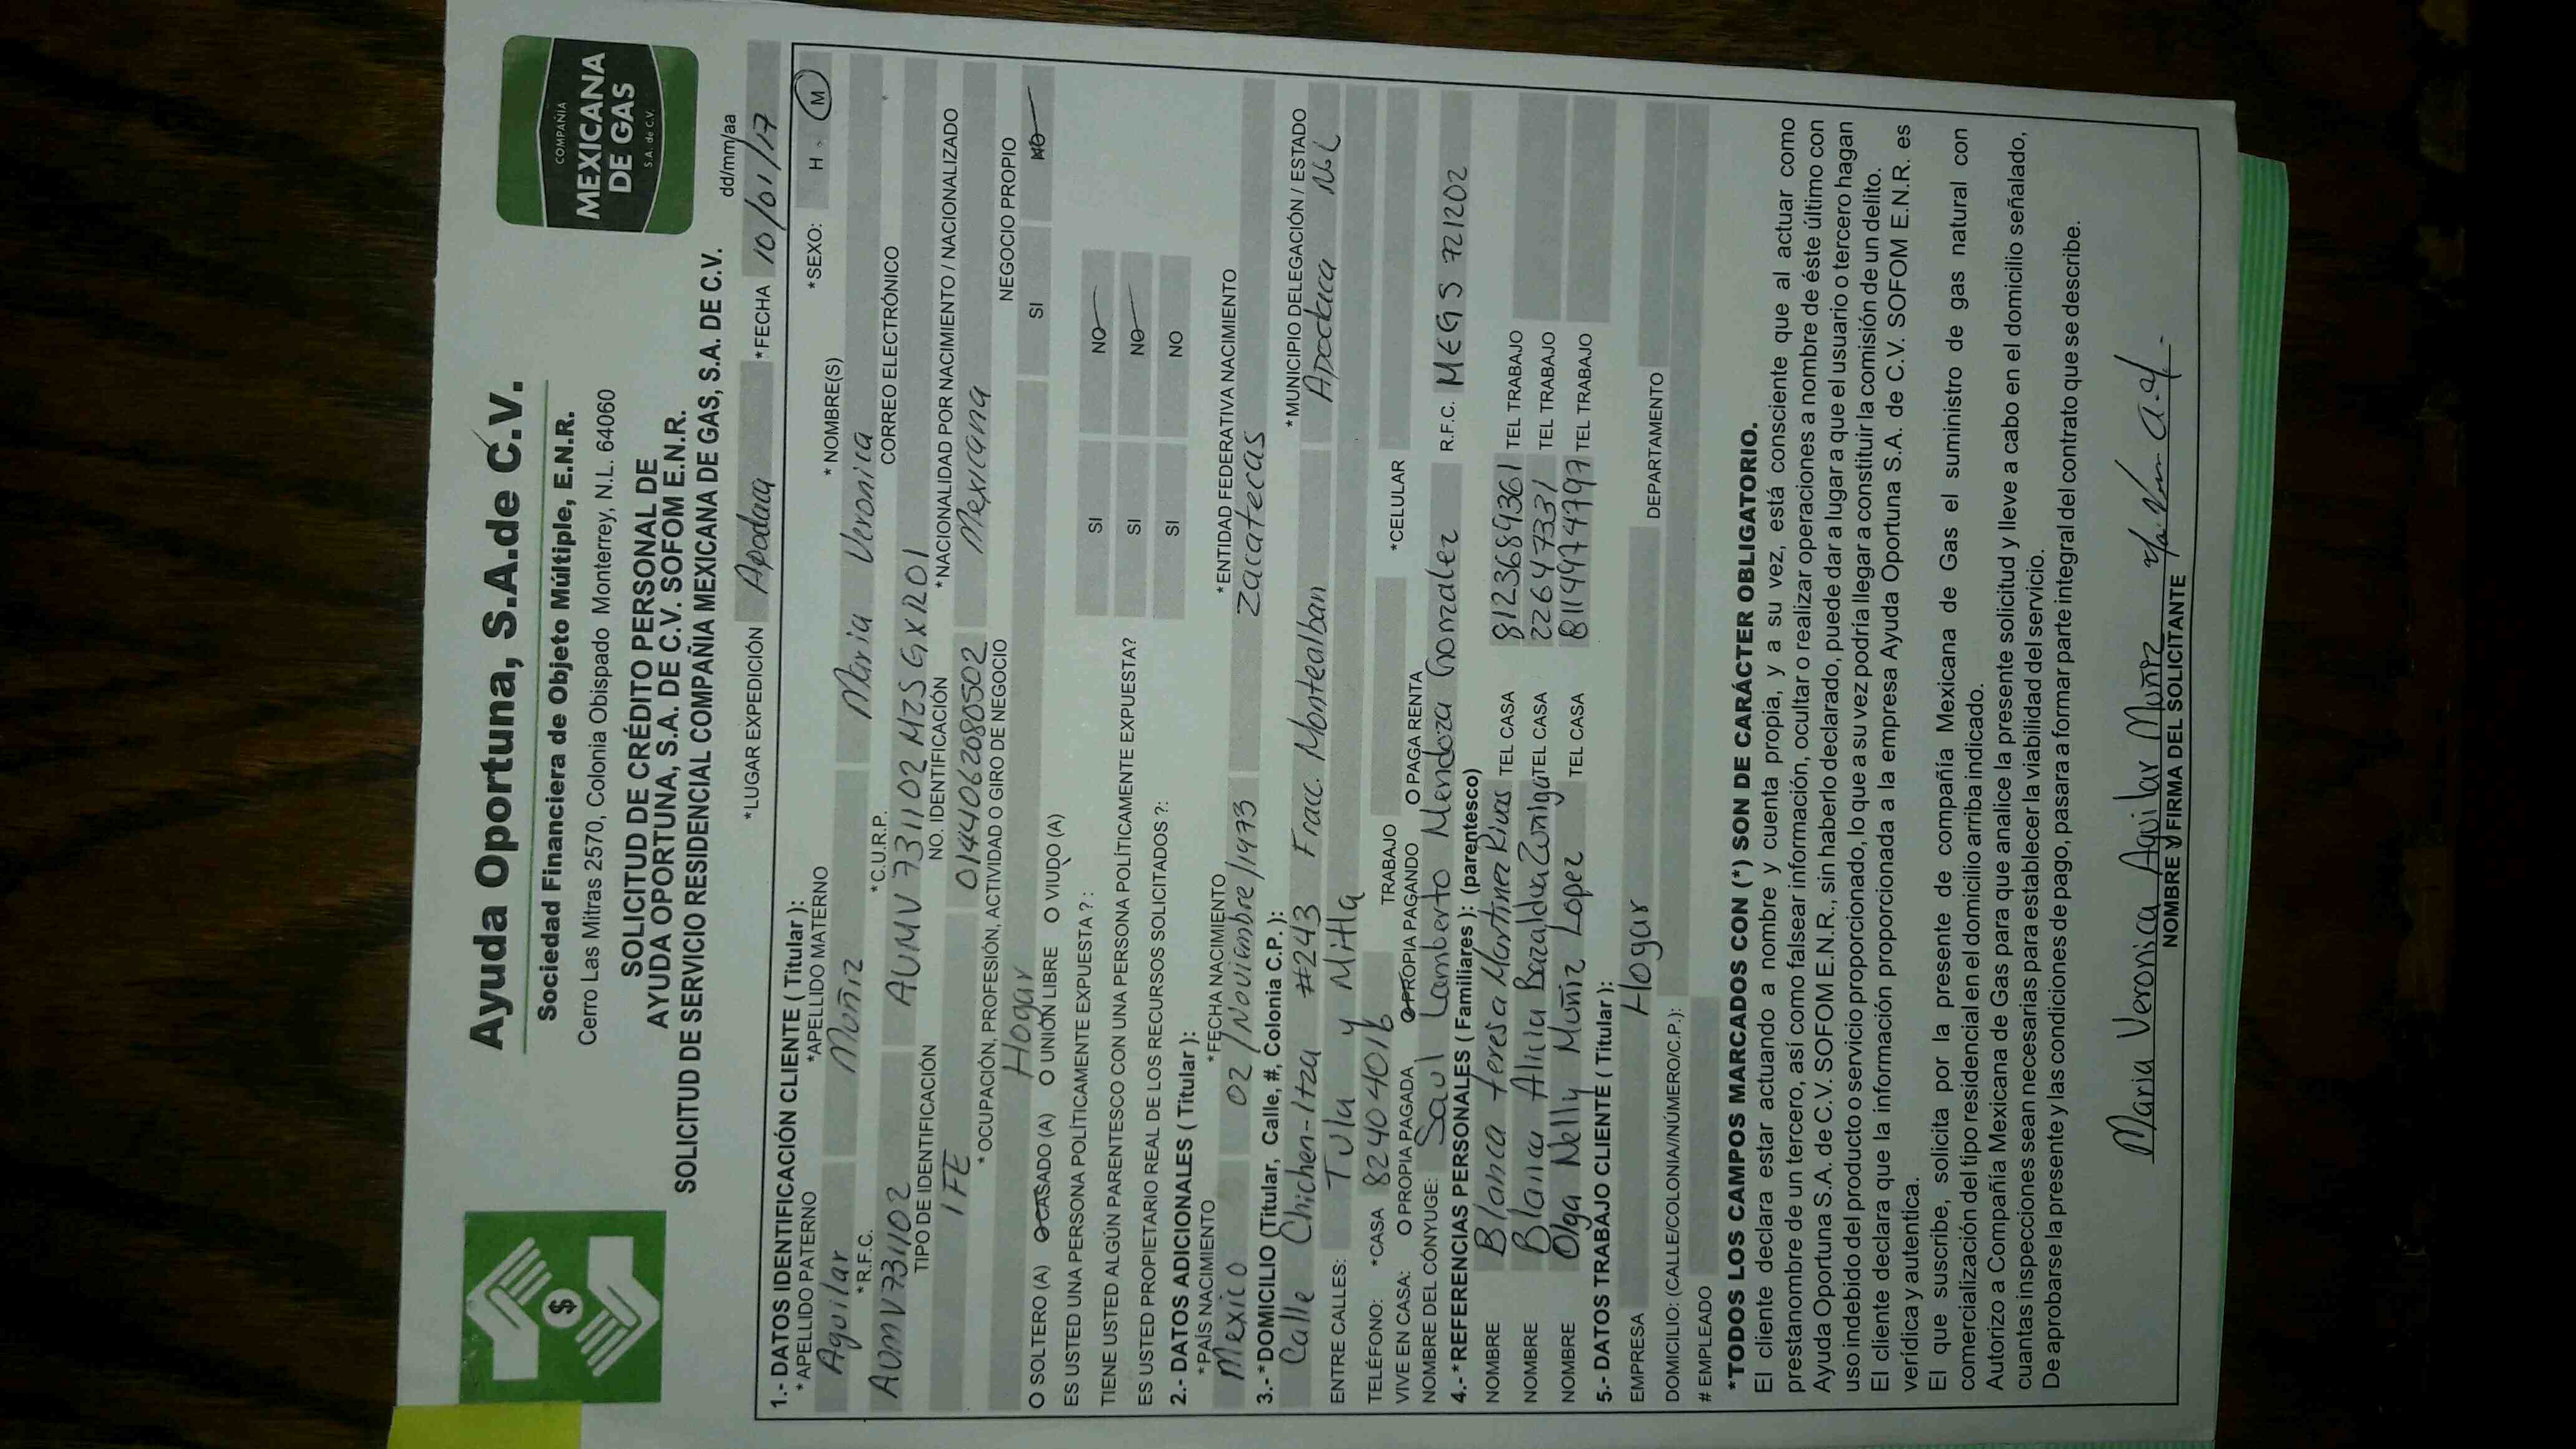 Ayuda Oportuna, S.A.de C.V.
Sociedad Financiera de Objeto Múltiple, E.N.R.
Cerro Las Mitras 2570, Colonia Obispado Monterrey, N.L. 64060
COMPAÑIA
MEXICANA
DE GAS
S.A. de C.V.
SOLICITUD DE CRÉDITO PERSONAL DE
AYUDA OPORTUNA, S.A. DE C.V. SOFOM E.N.R.
SOLICITUD DE SERVICIO RESIDENCIAL COMPAÑIA MEXICANA DE GAS, S.A. DE C.V.
dd/mm/aa
*LUGAR EXPEDICIÓN Apodaca *FECHA 10/01/17
1.- DATOS IDENTIFICACIÓN CLIENTE ( Titular ):
*APELLIDO PATERNO *APELLIDO MATERNO * NOMBRE(S) *SEXO: H M
Aguilar Muñiz Maria Veronica
*R.F.C. *C.U.R.P. CORREO ELECTRÓNICO
AUMV731102 AUMV731102MZSGXR01
TIPO DE IDENTIFICACIÓN NO. IDENTIFICACIÓN *NACIONALIDAD POR NACIMIENTO / NACIONALIZADO
IFE 0144062080502 Mexicana
*OCUPACIÓN, PROFESIÓN, ACTIVIDAD O GIRO DE NEGOCIO NEGOCIO PROPIO
Hogar SI NO
O SOLTERO (A) O CASADO (A) O UNIÓN LIBRE O VIUDO (A)
ES USTED UNA PERSONA POLÍTICAMENTE EXPUESTA ? : SI NO
TIENE USTED ALGÚN PARENTESCO CON UNA PERSONA POLÍTICAMENTE EXPUESTA? SI NO
ES USTED PROPIETARIO REAL DE LOS RECURSOS SOLICITADOS ?: SI NO
2.- DATOS ADICIONALES ( Titular ):
*PAÍS NACIMIENTO *FECHA NACIMIENTO *ENTIDAD FEDERATIVA NACIMIENTO
Mexico 02/Noviembre/1973 Zacatecas
3.-*DOMICILIO (Titular, Calle, #, Colonia C.P.): *MUNICIPIO DELEGACIÓN / ESTADO
Calle Chichen-Itza #243 Fracc. Montealban Apodaca N.L
ENTRE CALLES: Tula y Mitla
TELÉFONO: *CASA 82404016 TRABAJO *CELULAR
VIVE EN CASA: O PROPIA PAGADA O PROPIA PAGANDO O PAGA RENTA
NOMBRE DEL CÓNYUGE: Saul Lamberto Mendoza Gomzalez R.F.C. MEGS 721202
4.-*REFERENCIAS PERSONALES ( Familiares ): (parentesco)
NOMBRE Blanca Teresa Martinez Rivas TEL CASA 8123689361 TEL TRABAJO
NOMBRE Blanca Alicia Bazaldua Zuniga TEL CASA 22647331 TEL TRABAJO
NOMBRE Olga Nelly Muñiz Lopez TEL CASA 8114974797 TEL TRABAJO
5.- DATOS TRABAJO CLIENTE ( Titular ):
EMPRESA Hogar DEPARTAMENTO
DOMICILIO: (CALLE/COLONIA/NÚMERO/C.P.):
# EMPLEADO
*TODOS LOS CAMPOS MARCADOS CON (*) SON DE CARÁCTER OBLIGATORIO.
El cliente declara estar actuando a nombre y cuenta propia, y a su vez, está consciente que al actuar como
prestanombre de un tercero, así como falsear información, ocultar o realizar operaciones a nombre de éste último con
Ayuda Oportuna S.A. de C.V. SOFOM E.N.R., sin haberlo declarado, puede dar a lugar a que el usuario o tercero hagan
uso indebido del producto o servicio proporcionado, lo que a su vez podría llegar a constituir la comisión de un delito.
El cliente declara que la información proporcionada a la empresa Ayuda Oportuna S.A. de C.V. SOFOM E.N.R. es
verídica y autentica.
El que suscribe, solicita por la presente de compañía Mexicana de Gas el suministro de gas natural con
comercialización del tipo residencial en el domicilio arriba indicado.
Autorizo a Compañía Mexicana de Gas para que analice la presente solicitud y lleve a cabo en el domicilio señalado,
cuantas inspecciones sean necesarias para establecer la viabilidad del servicio.
De aprobarse la presente y las condiciones de pago, pasara a formar parte integral del contrato que se describe.
Maria Veronica Aguilar Muñiz
NOMBRE Y FIRMA DEL SOLICITANTE